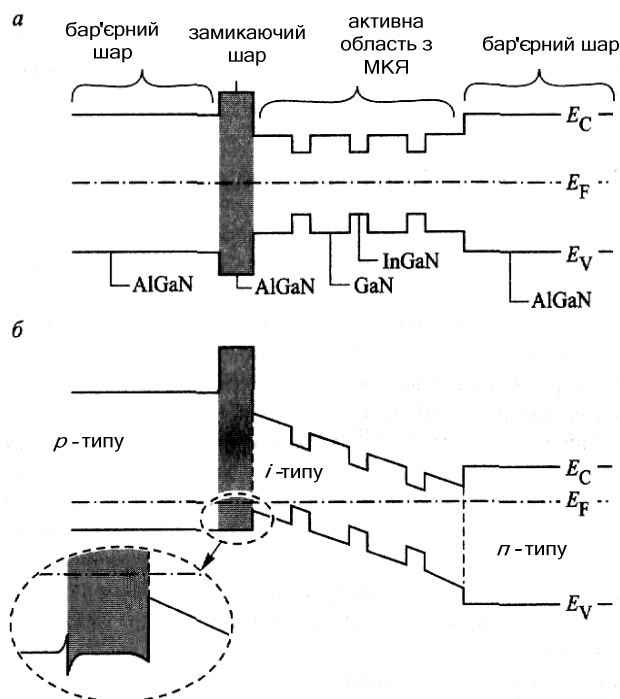 а
бар'єрний
шар
замикаючий
шар
активна
область з
МКЯ
бар'єрний шар
E_C
E_F
E_V
InGaN
AlGaN
AlGaN
GaN
AlGaN
б
p - типу
i - типу
E_C
E_F
n - типу
E_V